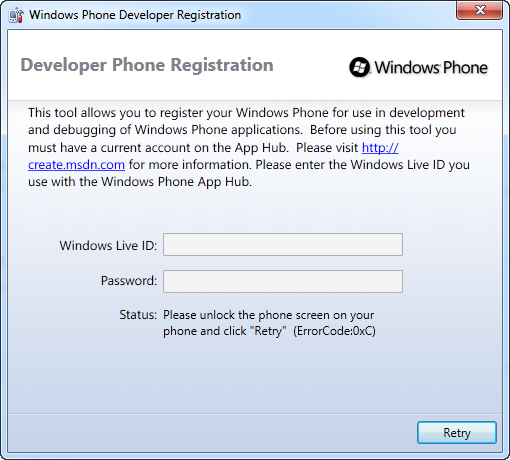 Windows Phone Developer Registration
Developer Phone Registration
Windows Phone
This tool allows you to register your Windows Phone for use in development
and debugging of Windows Phone applications.  Before using this tool you
must have a current account on the App Hub.  Please visit http://
create.msdn.com for more information. Please enter the Windows Live ID you
use with the Windows Phone App Hub.
Windows Live ID:
Password:
Status: Please unlock the phone screen on your
phone and click "Retry"  (ErrorCode:0xC)
Retry